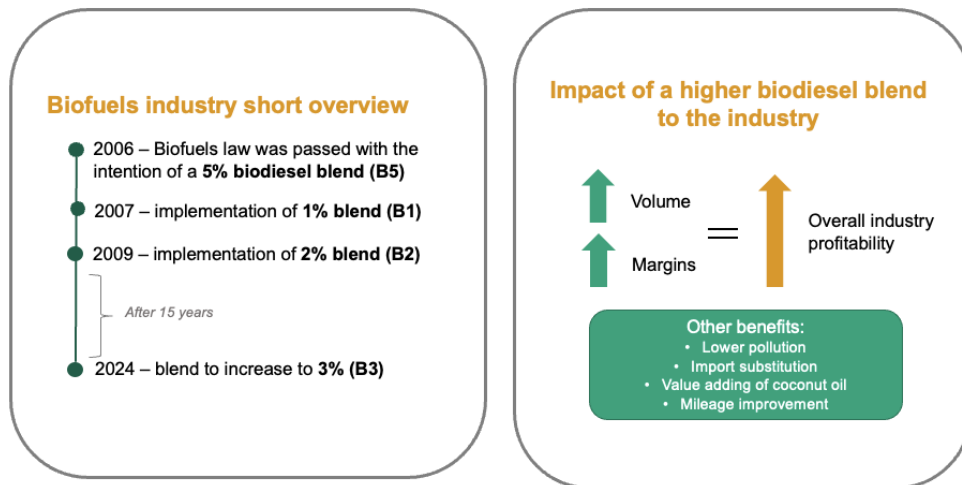 Biofuels industry short overview
2006 – Biofuels law was passed with the
intention of a 5% biodiesel blend (B5)
2007 – implementation of 1% blend (B1)
2009 – implementation of 2% blend (B2)
After 15 years
2024 – blend to increase to 3% (B3)
Impact of a higher biodiesel blend
to the industry
Volume
Margins
=
Overall industry
profitability
Other benefits:
• Lower pollution
• Import substitution
• Value adding of coconut oil
• Mileage improvement